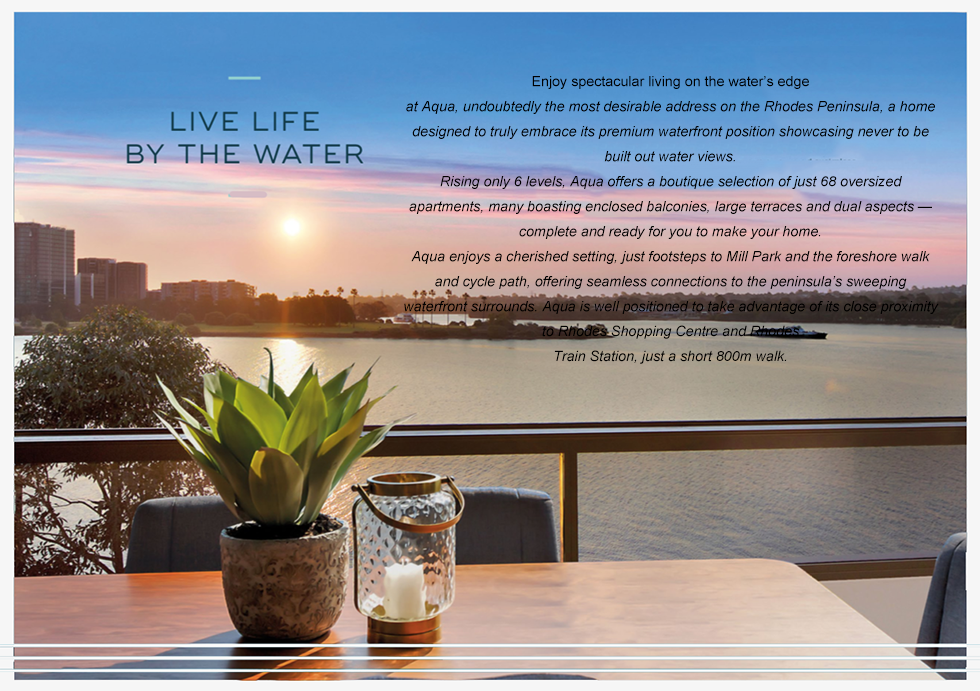 LIVE LIFE
BY THE WATER
Enjoy spectacular living on the water's edge
at Aqua, undoubtedly the most desirable address on the Rhodes Peninsula, a home
designed to truly embrace its premium waterfront position showcasing never to be
built out water views.
Rising only 6 levels, Aqua offers a boutique selection of just 68 oversized
apartments, many boasting enclosed balconies, large terraces and dual aspects —
complete and ready for you to make your home.
Aqua enjoys a cherished setting, just footsteps to Mill Park and the foreshore walk
and cycle path, offering seamless connections to the peninsula's sweeping
waterfront surrounds. Aqua is well positioned to take advantage of its close proximity
to Rhodes Shopping Centre and Rhodes
Train Station, just a short 800m walk.